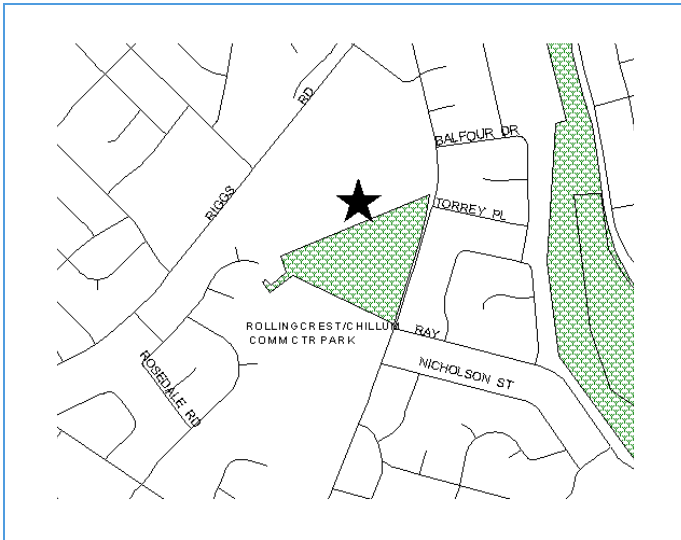 RD
BALFOUR DR
RIGGS
TORREY PL
ROLLINGCREST/CHILLUM
COMM CTR PARK
RAY
NICHOLSON ST
ROSEDALE RD